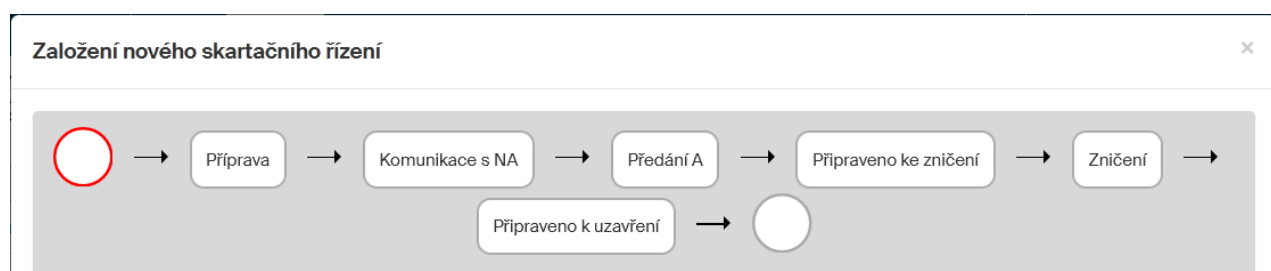 Založení nového skartačního řízení
×
Příprava
Komunikace s NA
Předání A
Připraveno ke zničení
Zničení
Připraveno k uzavření